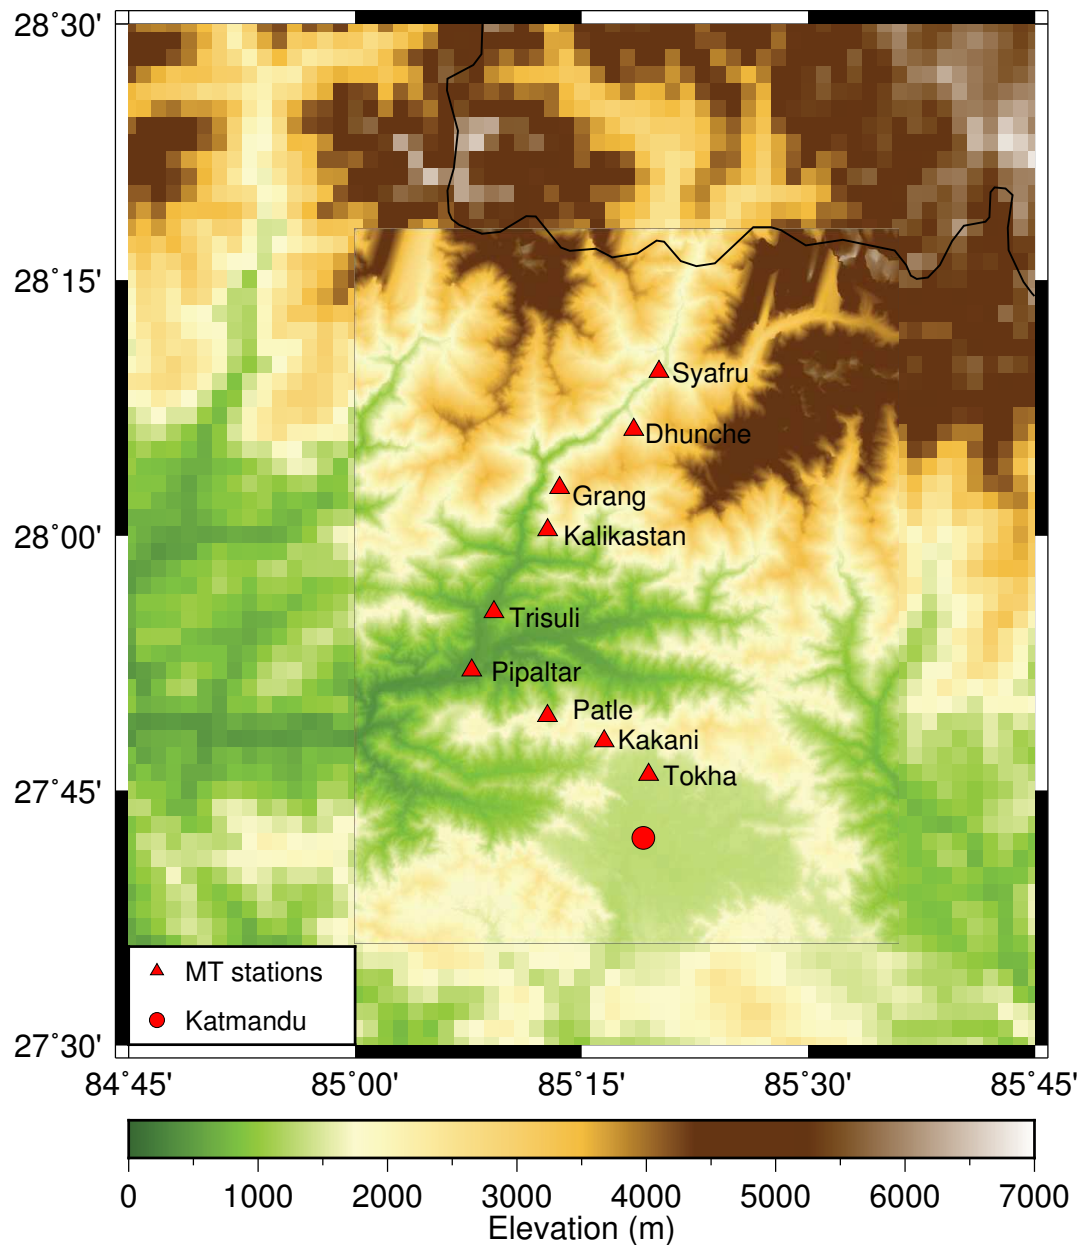 28°30'
28°15'
28°00'
27°45'
27°30'
Syafru
Dhunche
Grang
Kalikastan
Trisuli
Pipaltar
Patle
Kakani
Tokha
MT stations
Katmandu
84°45' 85°00' 85°15' 85°30' 85°45'
0 1000 2000 3000 4000 5000 6000 7000
Elevation (m)